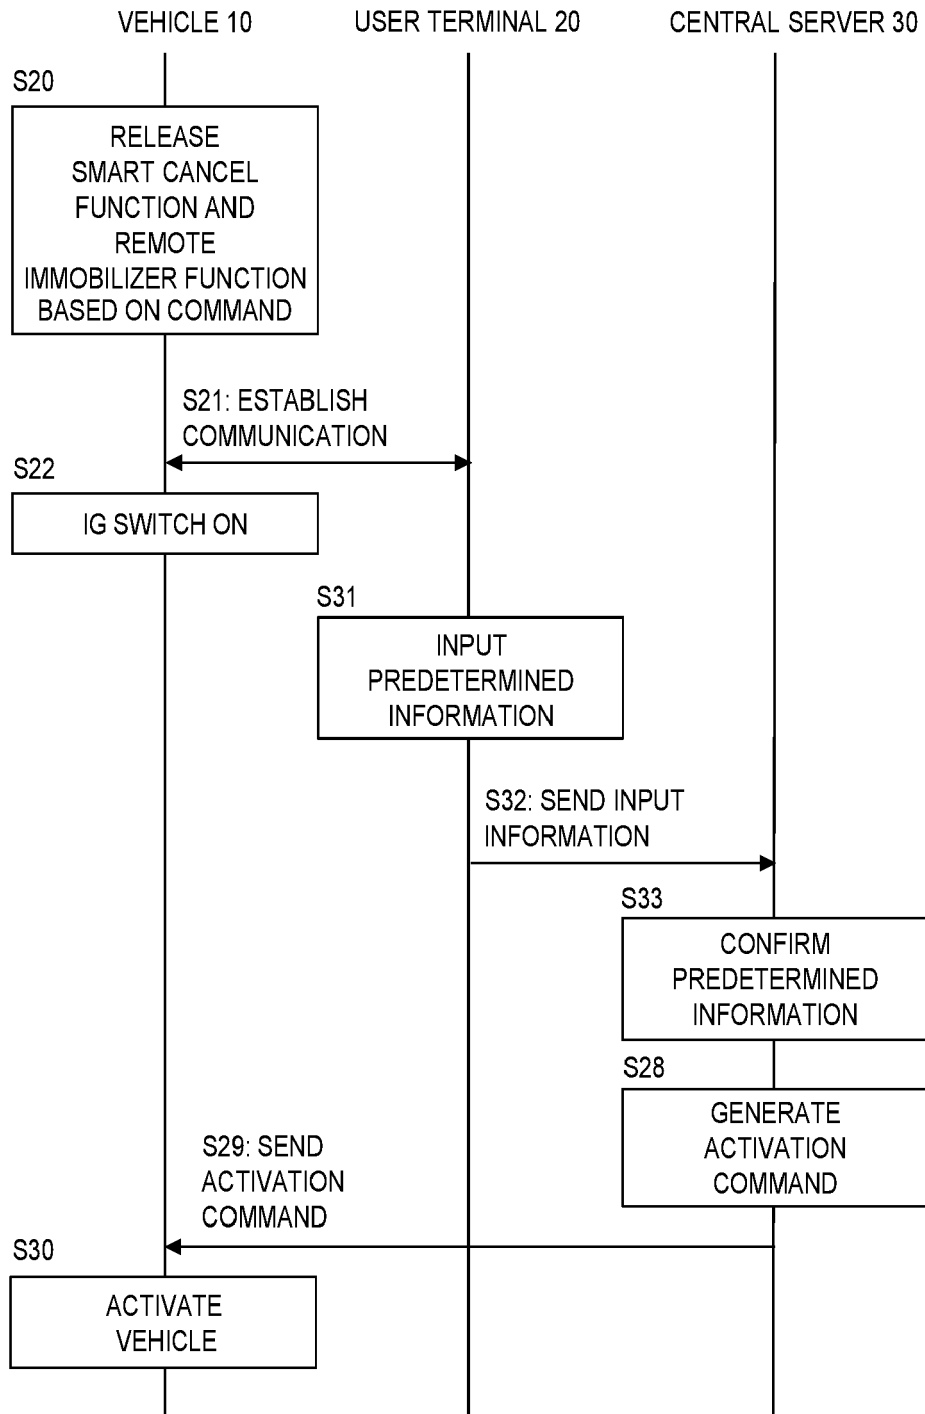 VEHICLE 10
USER TERMINAL 20
CENTRAL SERVER 30
S20
RELEASE
SMART CANCEL
FUNCTION AND
REMOTE
IMMOBILIZER FUNCTION
BASED ON COMMAND
S21: ESTABLISH
COMMUNICATION
S22
IG SWITCH ON
S31
INPUT
PREDETERMINED
INFORMATION
S32: SEND INPUT
INFORMATION
S33
CONFIRM
PREDETERMINED
INFORMATION
S28
GENERATE
ACTIVATION
COMMAND
S29: SEND
ACTIVATION
COMMAND
S30
ACTIVATE
VEHICLE